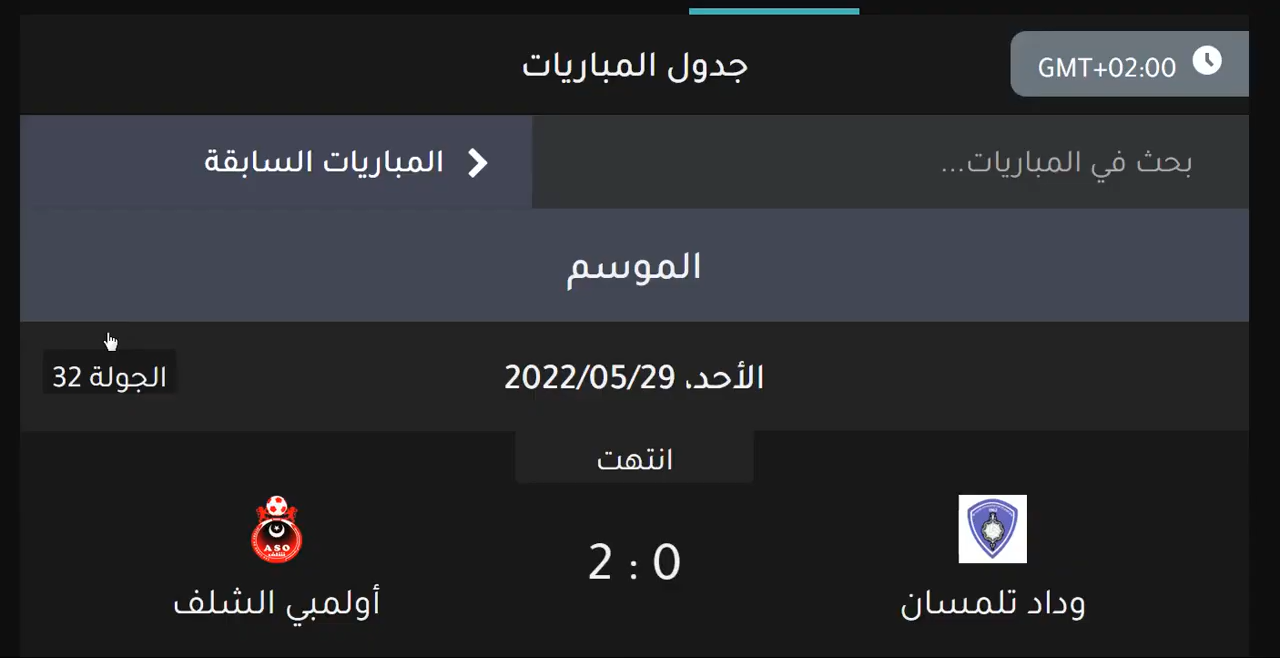 جدول المباريات
GMT+02:00
بحث في المباريات...
المباريات السابقة
الموسم
الأحد، 2022/05/29
الجولة 32
انتهت
2 : 0
وداد تلمسان
أولمبي الشلف
ASO